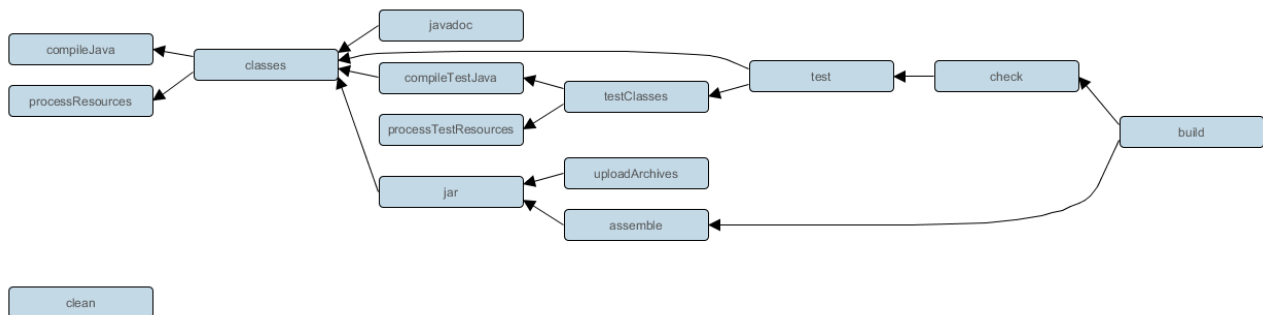 javadoc
compileJava
classes
compileTestJava
test
check
processResources
testClasses
processTestResources
build
uploadArchives
jar
assemble
clean